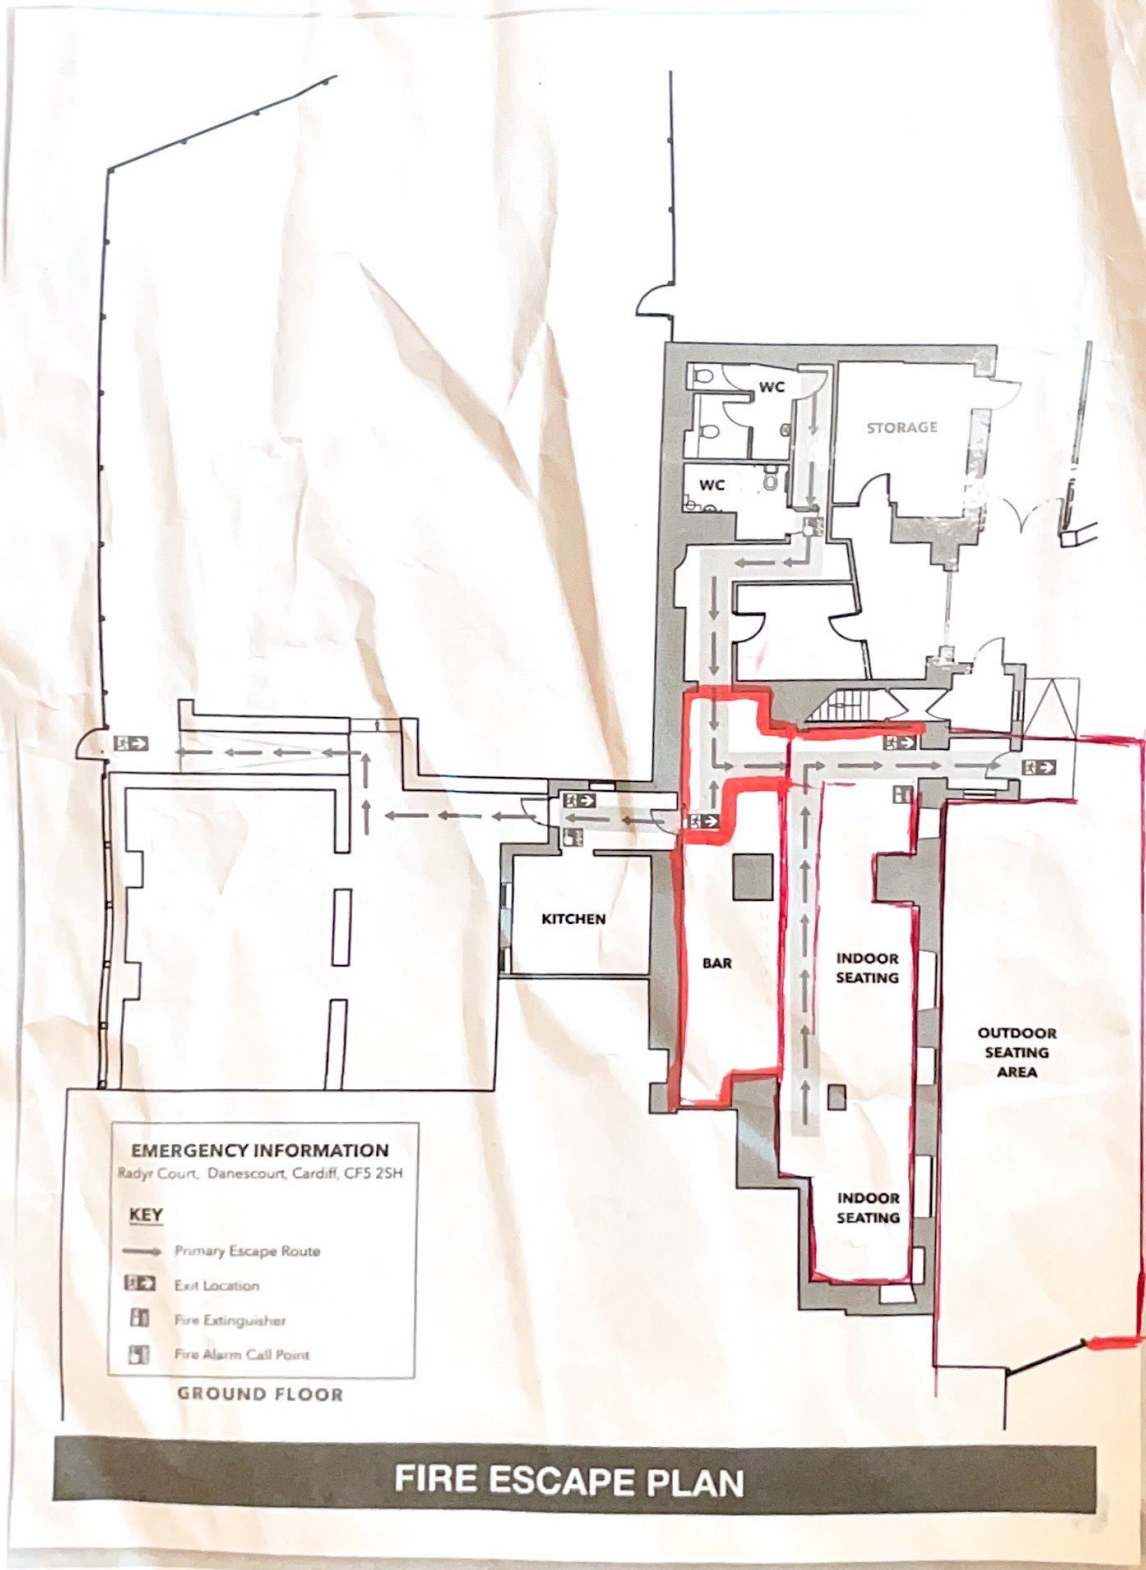 WC
STORAGE
WC
KITCHEN
BAR
INDOOR
SEATING
OUTDOOR
SEATING
AREA
INDOOR
SEATING
EMERGENCY INFORMATION
Radyr Court, Danescourt, Cardiff, CF5 2SH
KEY
Primary Escape Route
Exit Location
Fire Extinguisher
Fire Alarm Call Point
GROUND FLOOR
FIRE ESCAPE PLAN